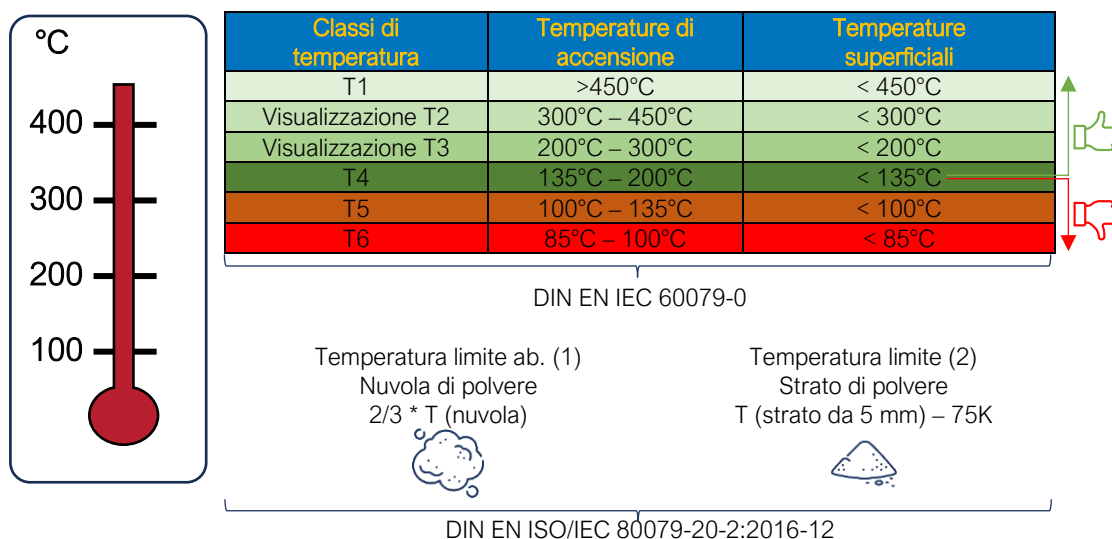 °C
400
300
200
100
Classi di temperatura | Temperature di accensione | Temperature superficiali
T1 | >450°C | < 450°C
Visualizzazione T2 | 300°C – 450°C | < 300°C
Visualizzazione T3 | 200°C – 300°C | < 200°C
T4 | 135°C – 200°C | < 135°C
T5 | 100°C – 135°C | < 100°C
T6 | 85°C – 100°C | < 85°C
DIN EN IEC 60079-0
Temperatura limite ab. (1)
Nuvola di polvere
2/3 * T (nuvola)
Temperatura limite (2)
Strato di polvere
T (strato da 5 mm) – 75K
DIN EN ISO/IEC 80079-20-2:2016-12